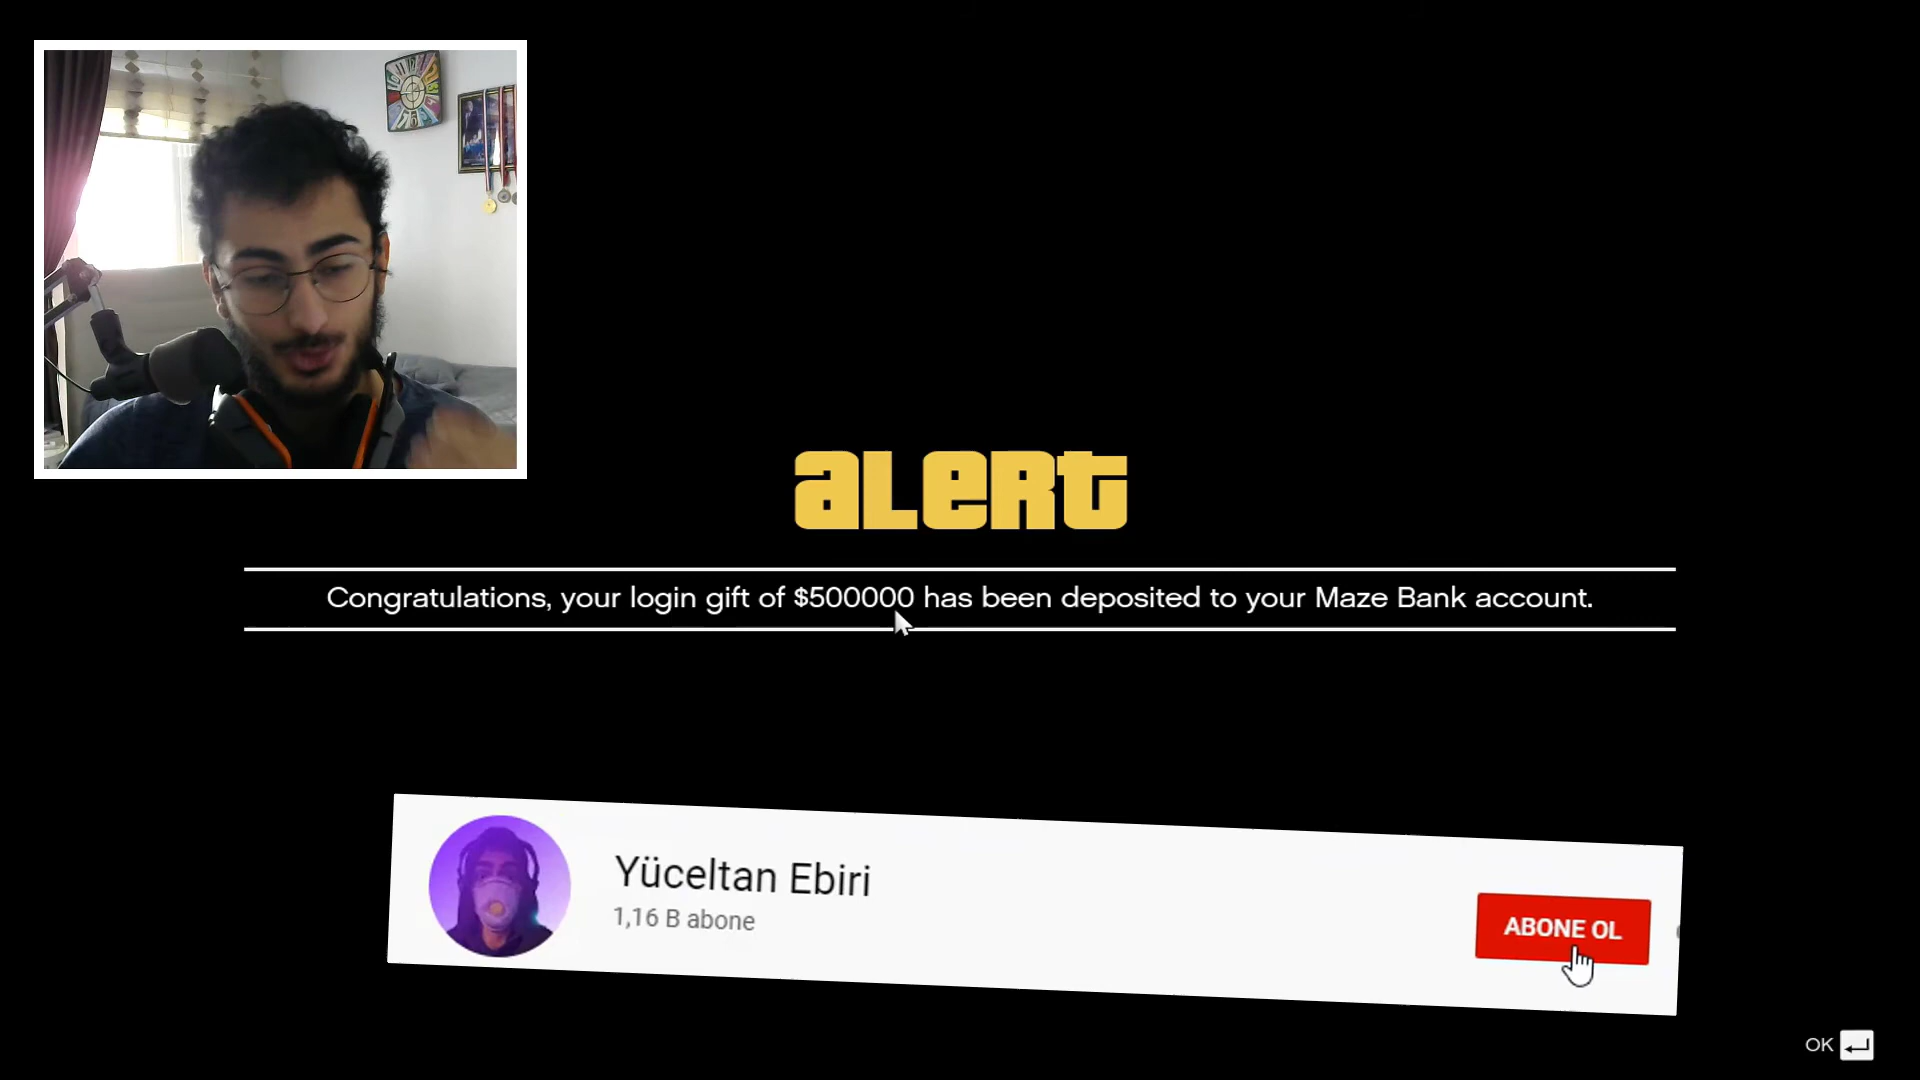 aLeRt
Congratulations, your login gift of $500000 has been deposited to your Maze Bank account.
Yüceltan Ebiri
1,16 B abone
ABONE OL
OK